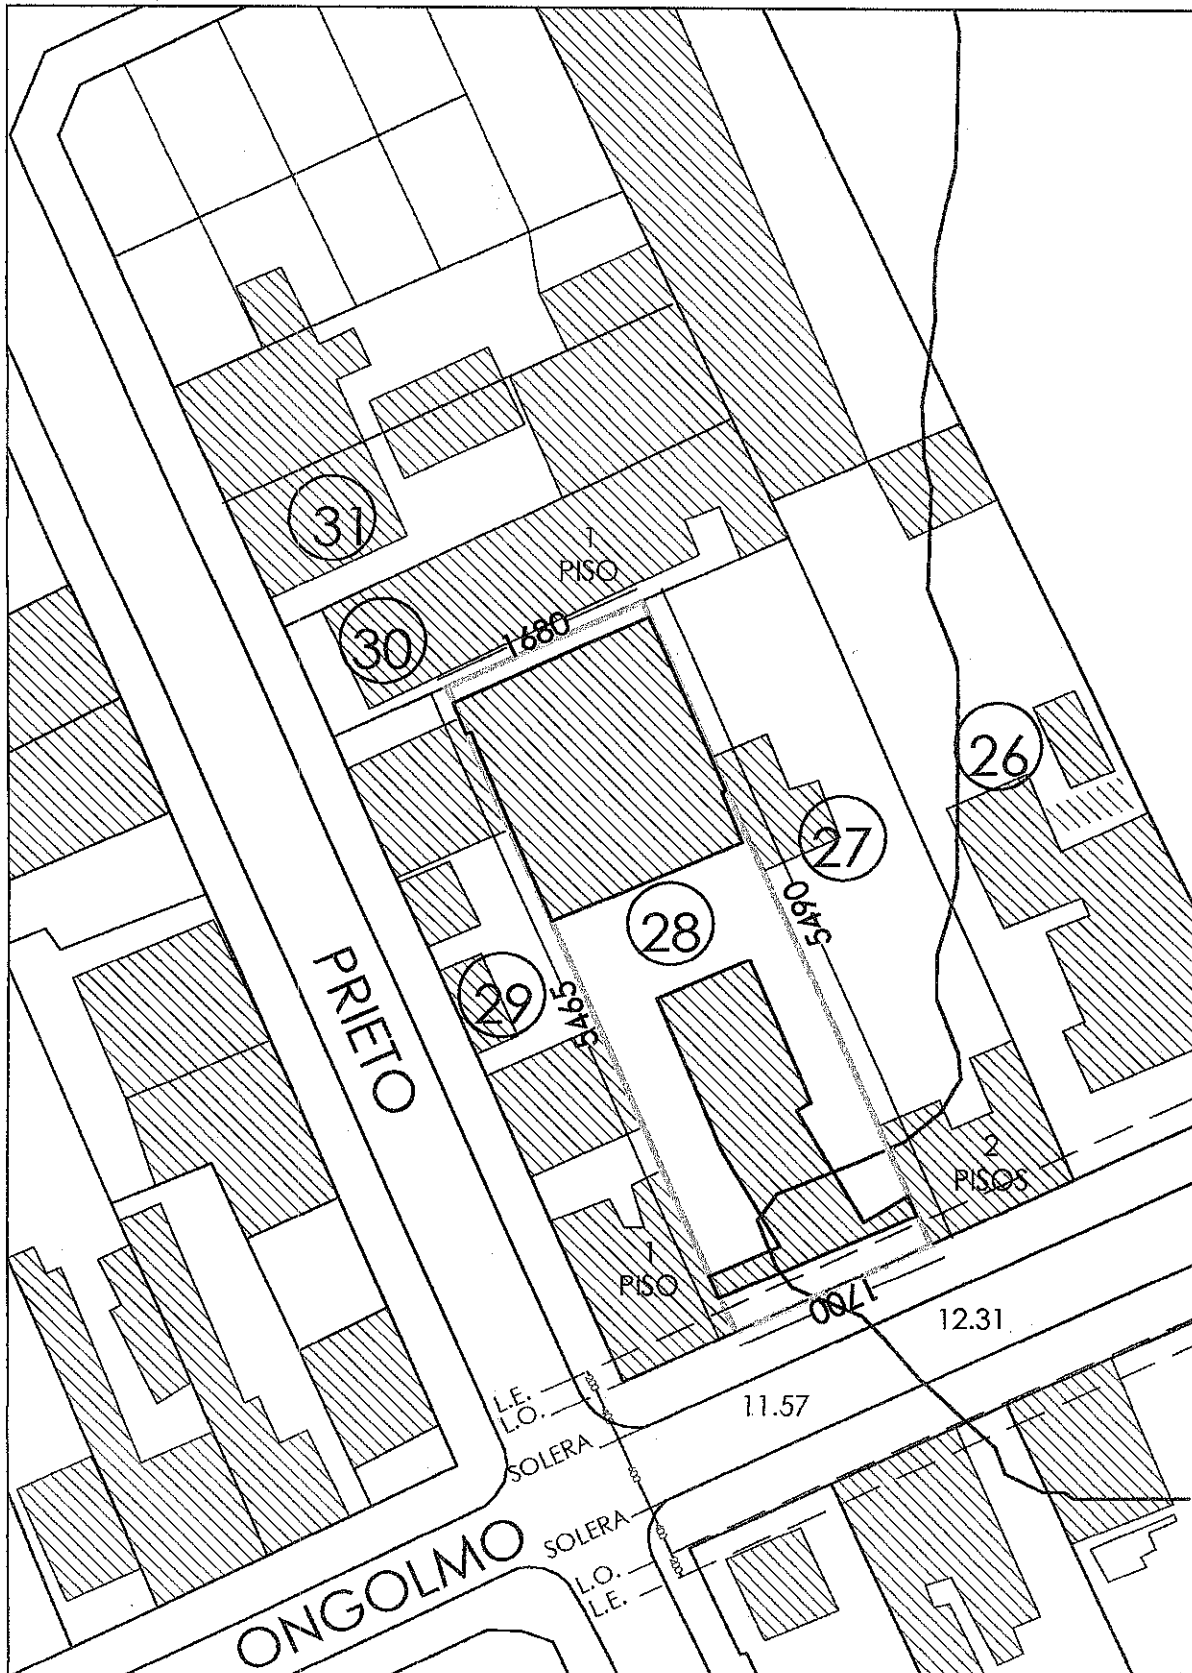 31
1
PISO
30
1680
26
27
28
5490
29
5465
PRIETO
2
PISOS
1
PISO
1700
12.31
11.57
L.E.
L.O.
SOLERA
SOLERA
L.O.
L.E.
ONGOLMO